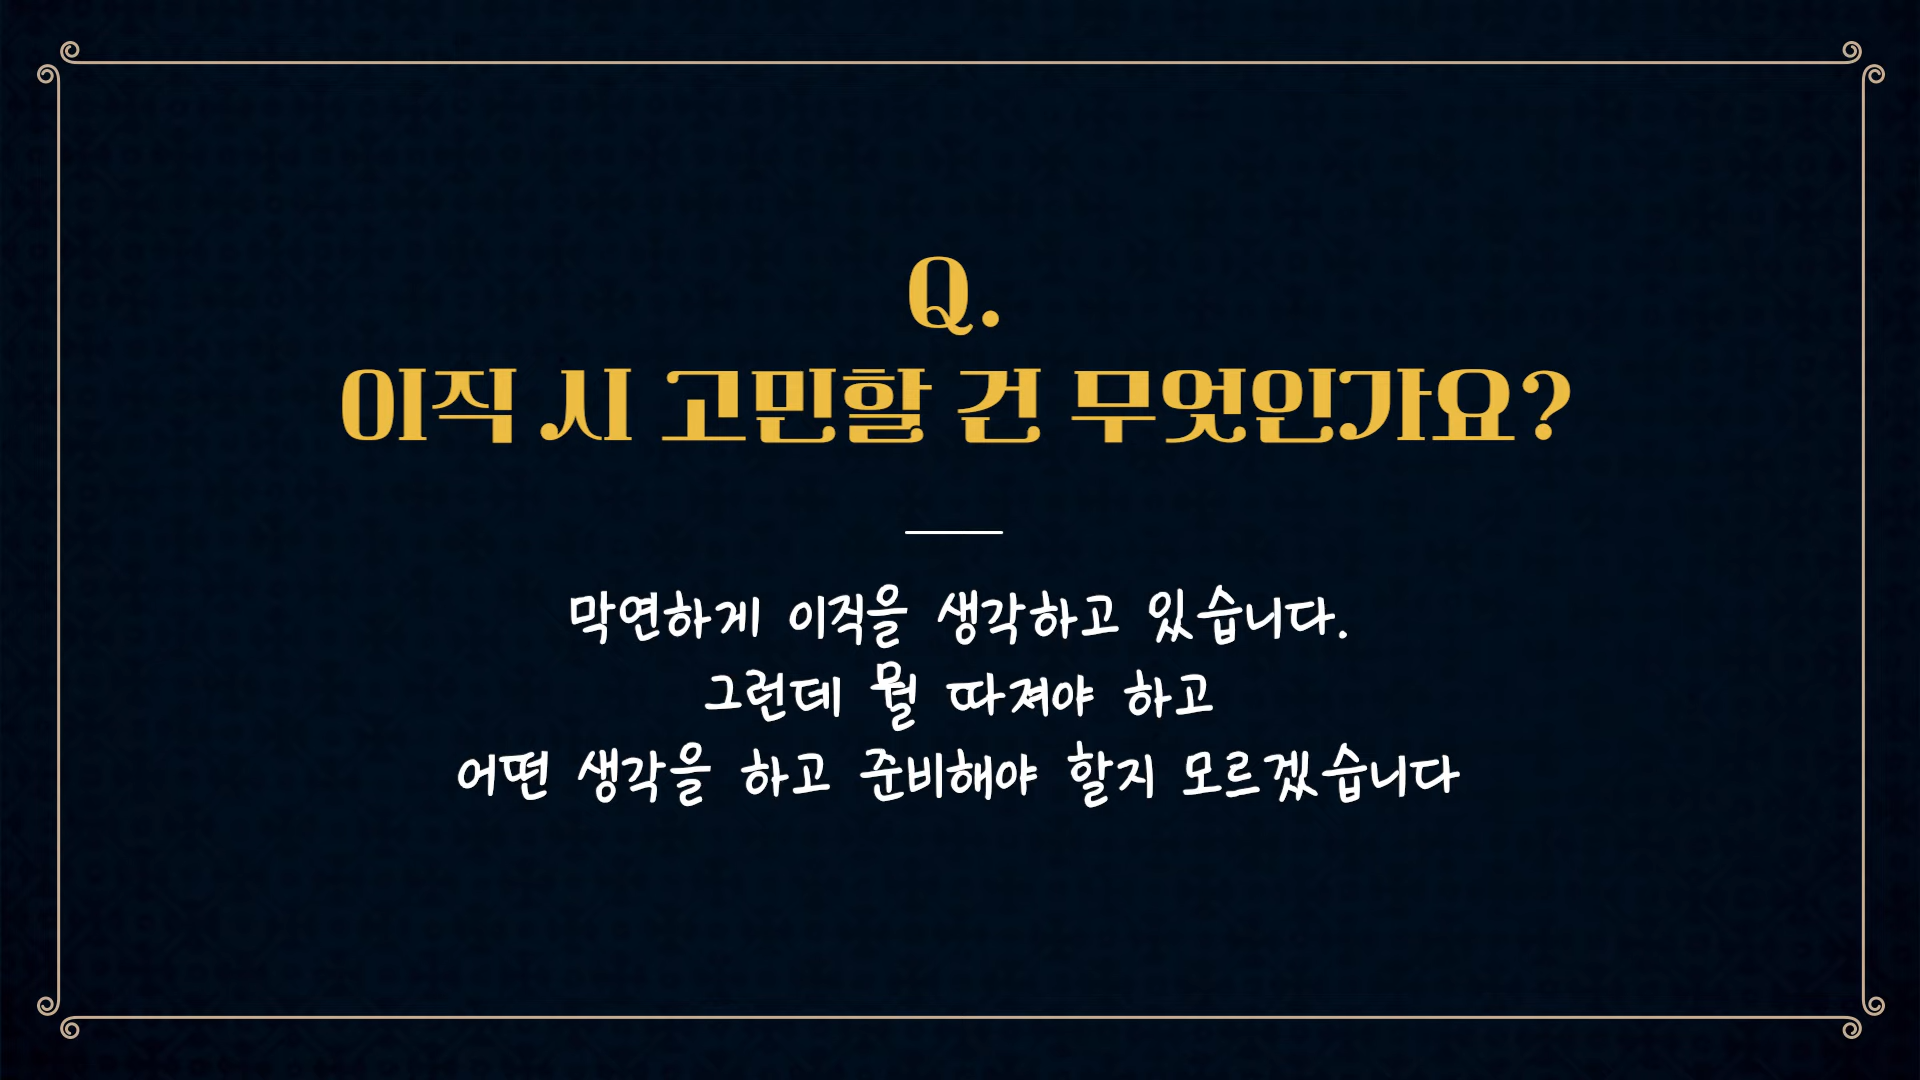 Q.
이직 시 고민할 건 무엇인가요?
막연하게 이직을 생각하고 있습니다.
그런데 뭘 따져야 하고
어떤 생각을 하고 준비해야 할지 모르겠습니다